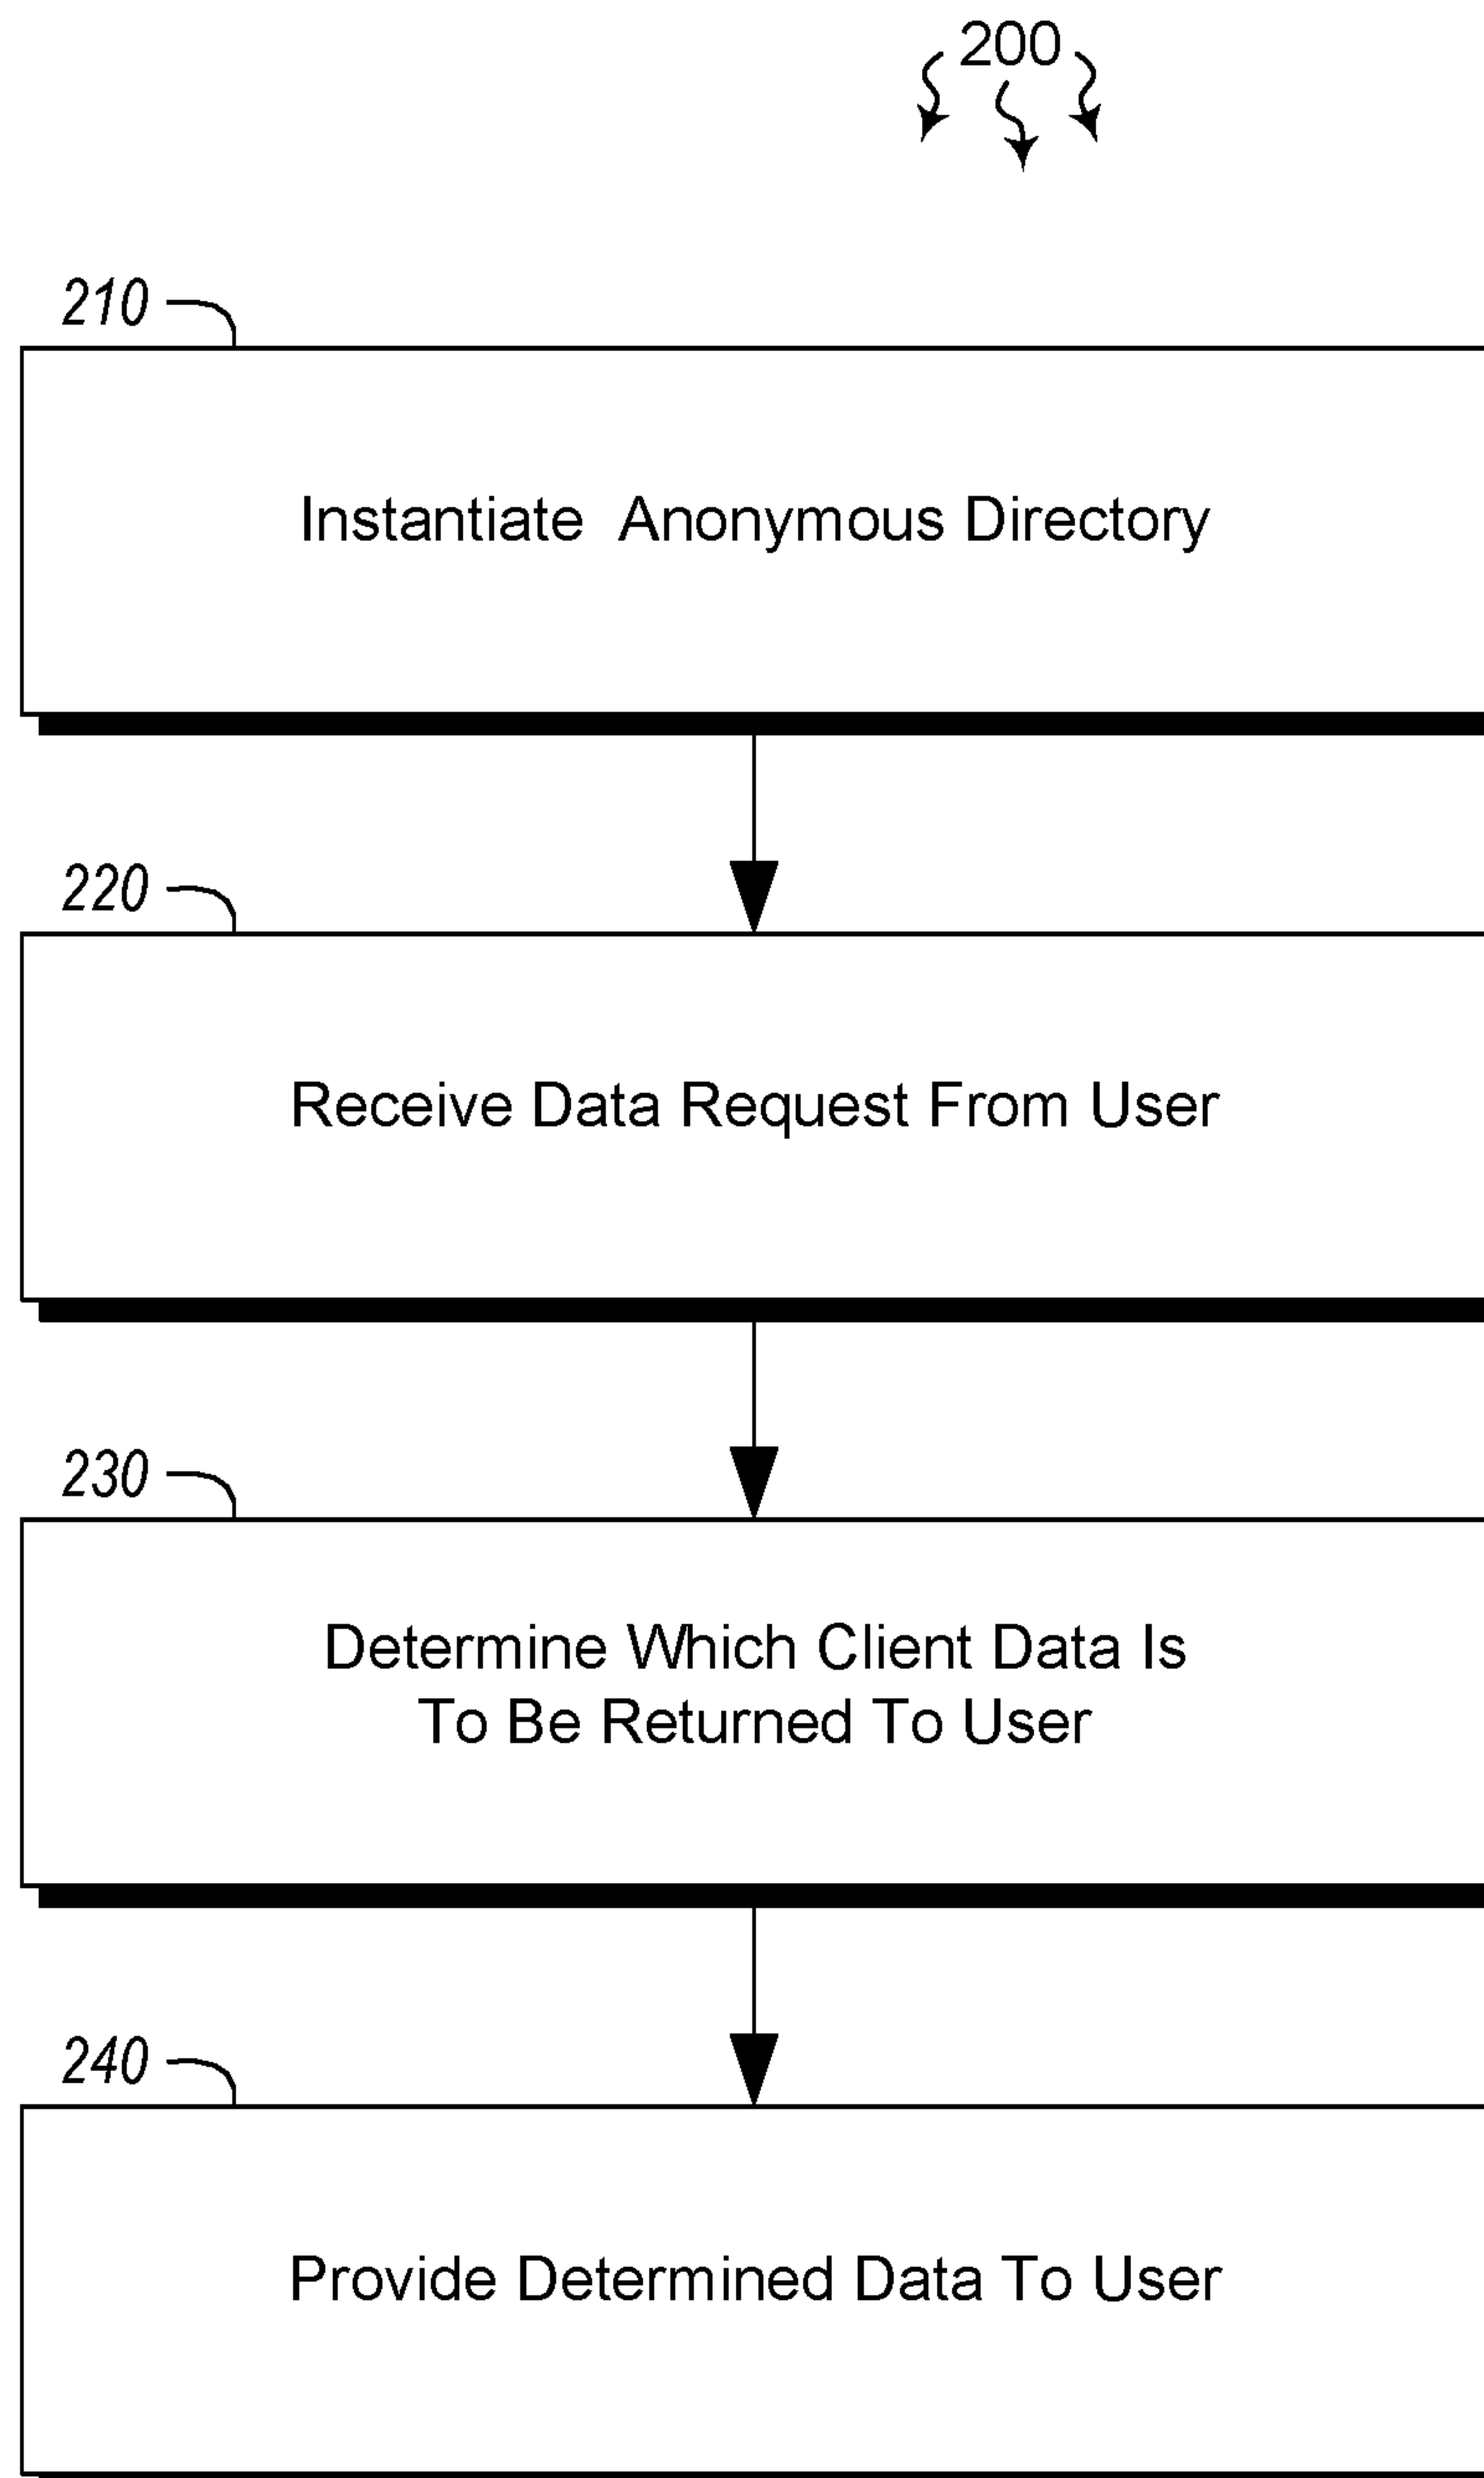 200
210
Instantiate Anonymous Directory
220
Receive Data Request From User
230
Determine Which Client Data Is
To Be Returned To User
240
Provide Determined Data To User